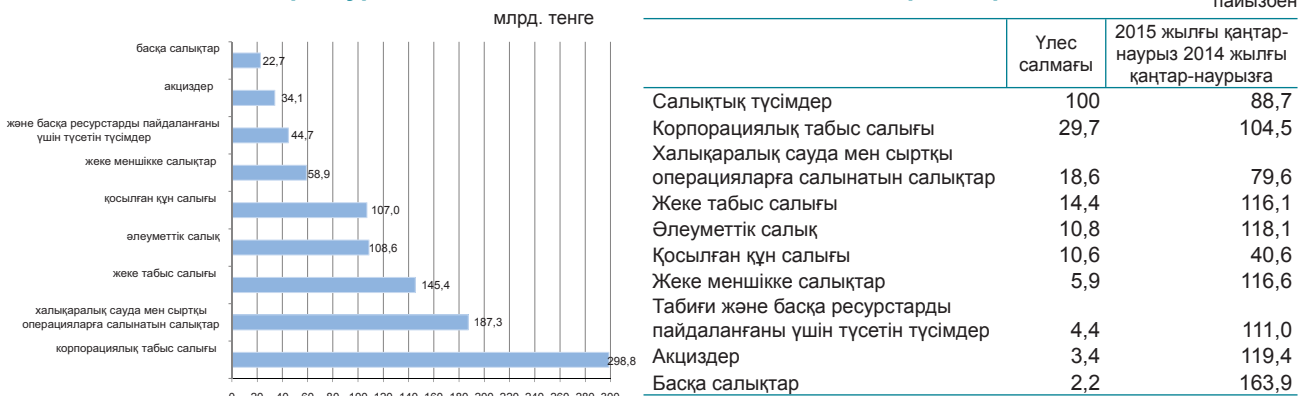 млрд. тенге
басқа салықтар
22,7
акциздер
34,1
және басқа ресурстарды пайдаланғаны
үшін түсетін түсімдер
44,7
жеке меншікке салықтар
58,9
қосылған құн салығы
107,0
әлеуметтік салық
108,6
жеке табыс салығы
145,4
халықаралық сауда мен сыртқы
операцияларға салынатын салықтар
187,3
корпорациялық табыс салығы
298,8
пайызбен
Үлес
салмағы
2015 жылғы қаңтар-
наурыз 2014 жылғы
қаңтар-наурызға
Салықтық түсімдер 100 88,7
Корпорациялық табыс салығы 29,7 104,5
Халықаралық сауда мен сыртқы
операцияларға салынатын салықтар 18,6 79,6
Жеке табыс салығы 14,4 116,1
Әлеуметтік салық 10,8 118,1
Қосылған құн салығы 10,6 40,6
Жеке меншікке салықтар 5,9 116,6
Табиғи және басқа ресурстарды
пайдаланғаны үшін түсетін түсімдер 4,4 111,0
Акциздер 3,4 119,4
Басқа салықтар 2,2 163,9